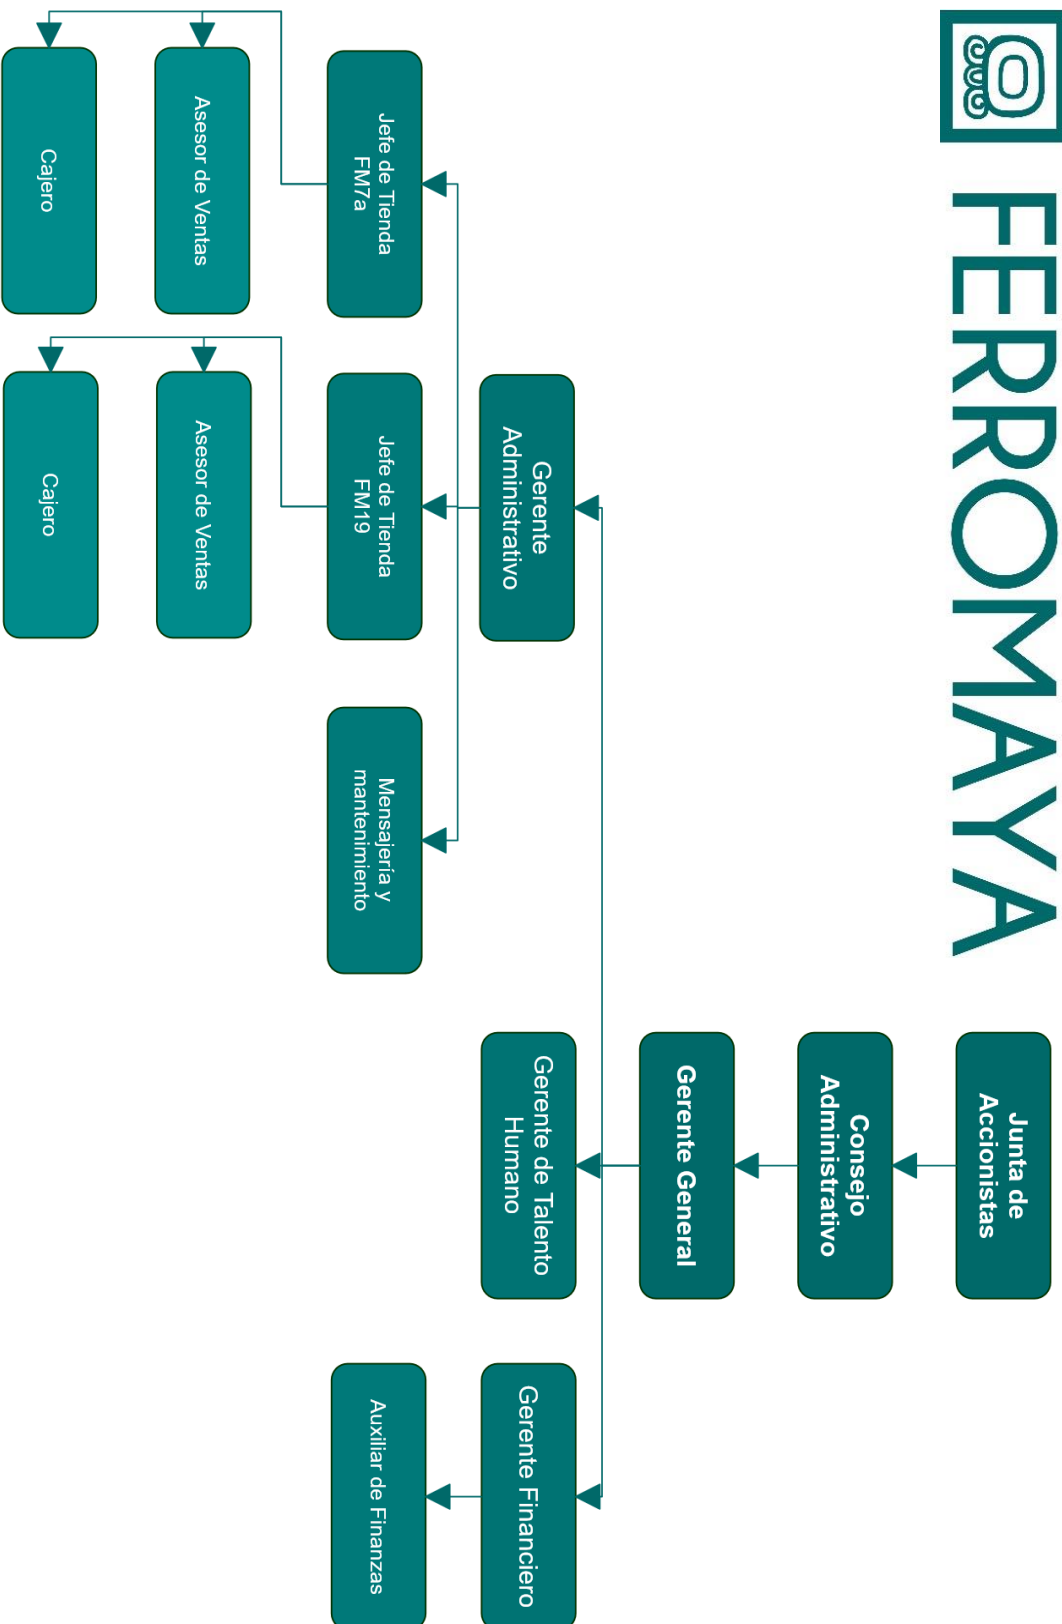 FERROMAYA
Junta de
Accionistas
Consejo
Administrativo
Gerente General
Gerente
Administrativo
Gerente de Talento
Humano
Gerente Financiero
Jefe de Tienda
FM7a
Jefe de Tienda
FM19
Mensajería y
mantenimiento
Auxiliar de Finanzas
Asesor de Ventas
Asesor de Ventas
Cajero
Cajero